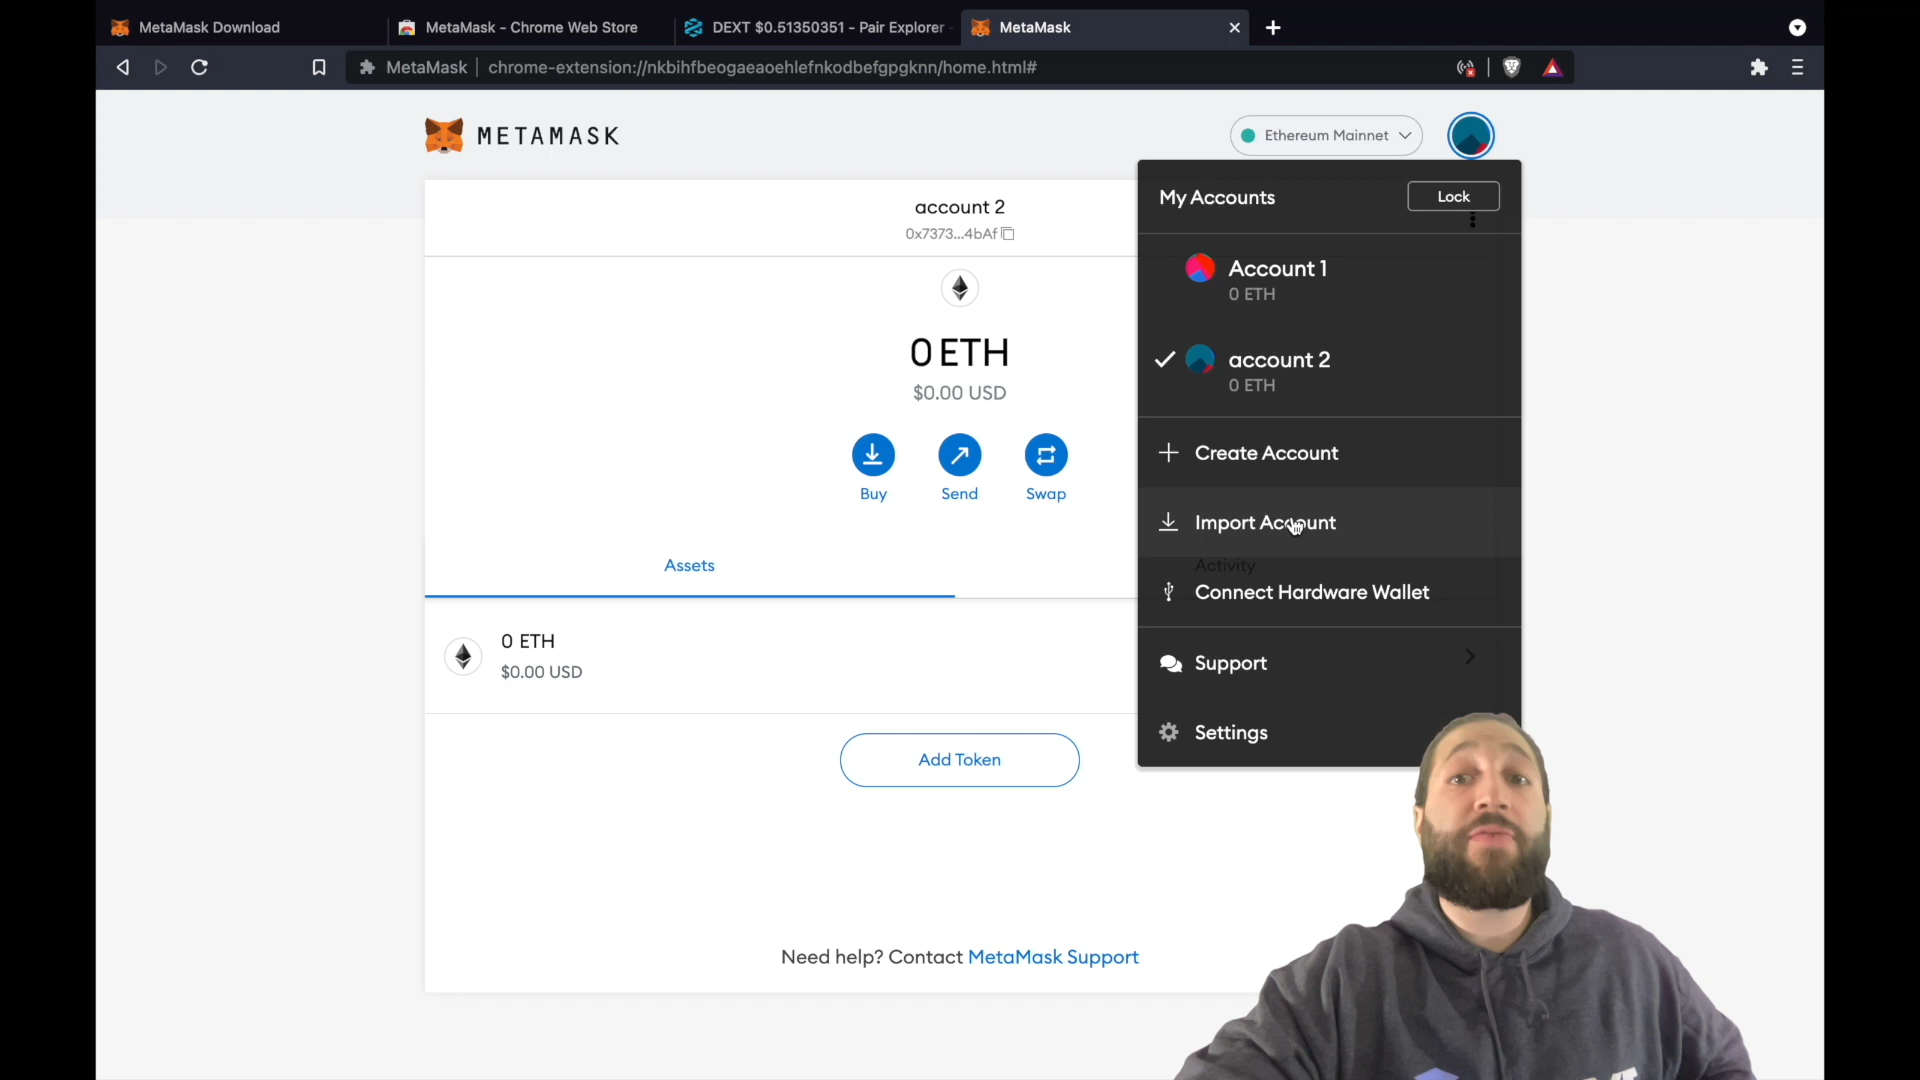 MetaMask Download
MetaMask - Chrome Web Store
DEXT $0.51350351 - Pair Explorer
MetaMask
MetaMask
chrome-extension://nkbihfbeogaeaoehlefnkodbefgpgknn/home.html#
METAMASK
Ethereum Mainnet
account 2
0x7373...4bAf
0 ETH
$0.00 USD
Buy
Send
Swap
Assets
Activity
0 ETH
$0.00 USD
Add Token
Need help? Contact MetaMask Support
My Accounts
Lock
Account 1
0 ETH
account 2
0 ETH
Create Account
Import Account
Connect Hardware Wallet
Support
Settings